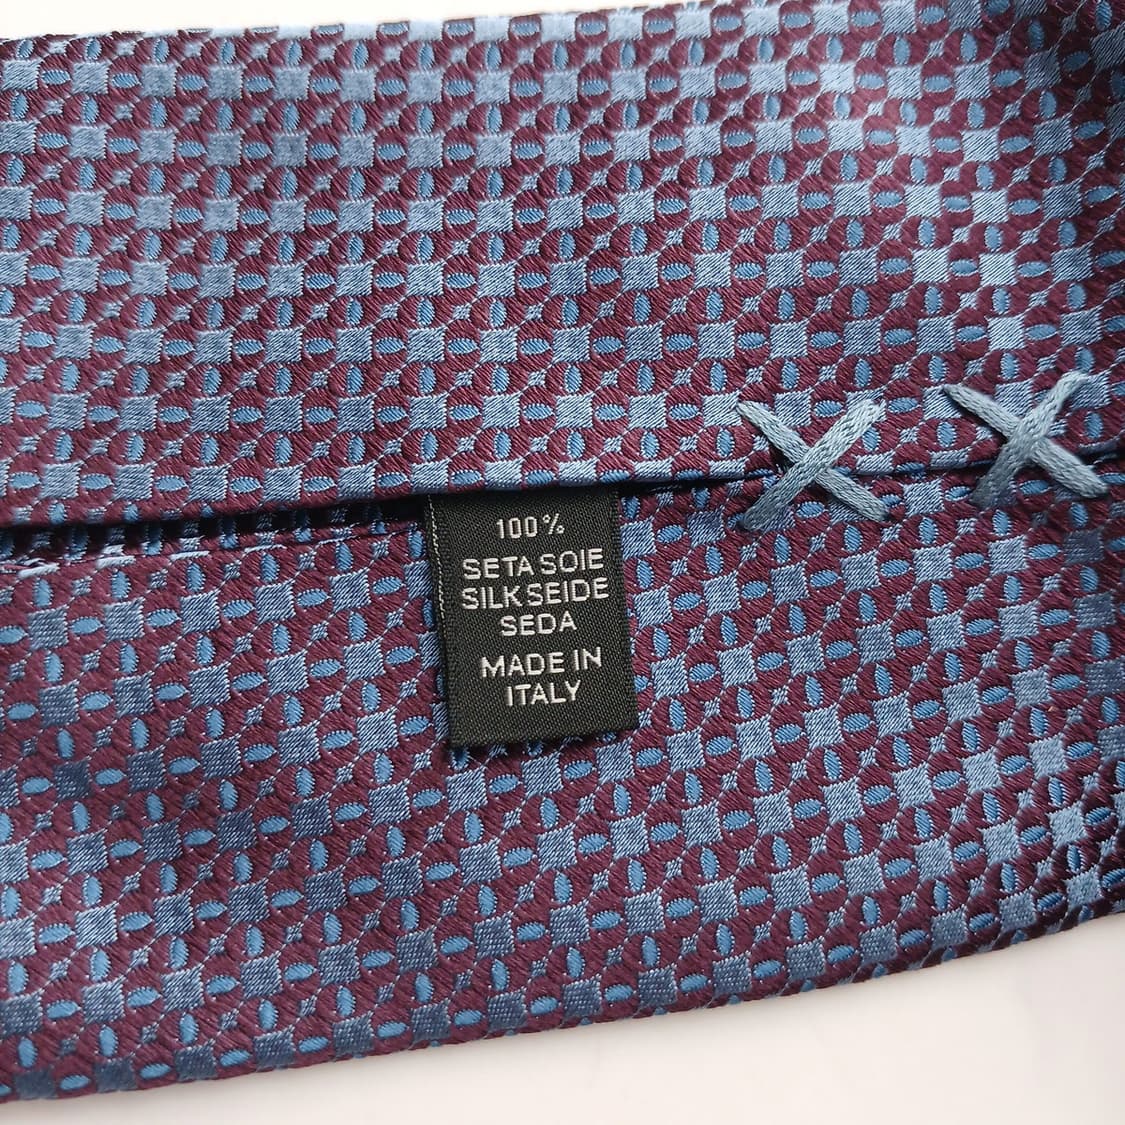 100%
SETA SOIE
SILK SEIDE
SEDA
MADE IN
ITALY